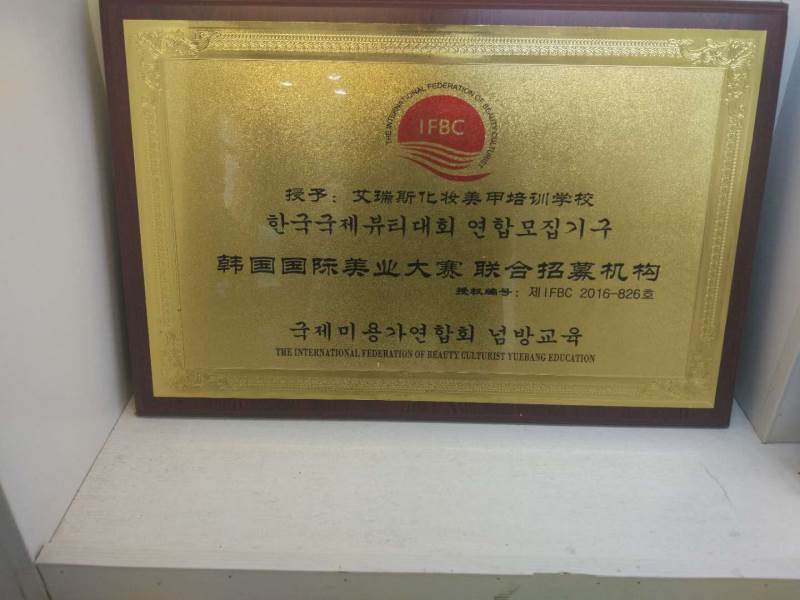 THE INTERNATIONAL FEDERATION OF BEAUTY CULTURIST
IFBC
授予：艾瑞斯化妆美甲培训学校
한국국제뷰티대회 연합모집기구
韩国国际美业大赛 联合招募机构
授权编号：제IFBC 2016-826호
국제미용가연합회 넘방교육
THE INTERNATIONAL FEDERATION OF BEAUTY CULTURIST YUEBANG EDUCATION